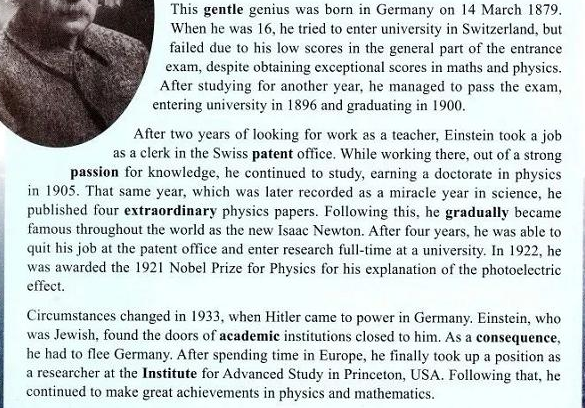 This gentle genius was born in Germany on 14 March 1879.
When he was 16, he tried to enter university in Switzerland, but
failed due to his low scores in the general part of the entrance
exam, despite obtaining exceptional scores in maths and physics.
After studying for another year, he managed to pass the exam,
entering university in 1896 and graduating in 1900.
After two years of looking for work as a teacher, Einstein took a job
as a clerk in the Swiss patent office. While working there, out of a strong
passion for knowledge, he continued to study, earning a doctorate in physics
in 1905. That same year, which was later recorded as a miracle year in science, he
published four extraordinary physics papers. Following this, he gradually became
famous throughout the world as the new Isaac Newton. After four years, he was able to
quit his job at the patent office and enter research full-time at a university. In 1922, he
was awarded the 1921 Nobel Prize for Physics for his explanation of the photoelectric
effect.
Circumstances changed in 1933, when Hitler came to power in Germany. Einstein, who
was Jewish, found the doors of academic institutions closed to him. As a consequence,
he had to flee Germany. After spending time in Europe, he finally took up a position as
a researcher at the Institute for Advanced Study in Princeton, USA. Following that, he
continued to make great achievements in physics and mathematics.